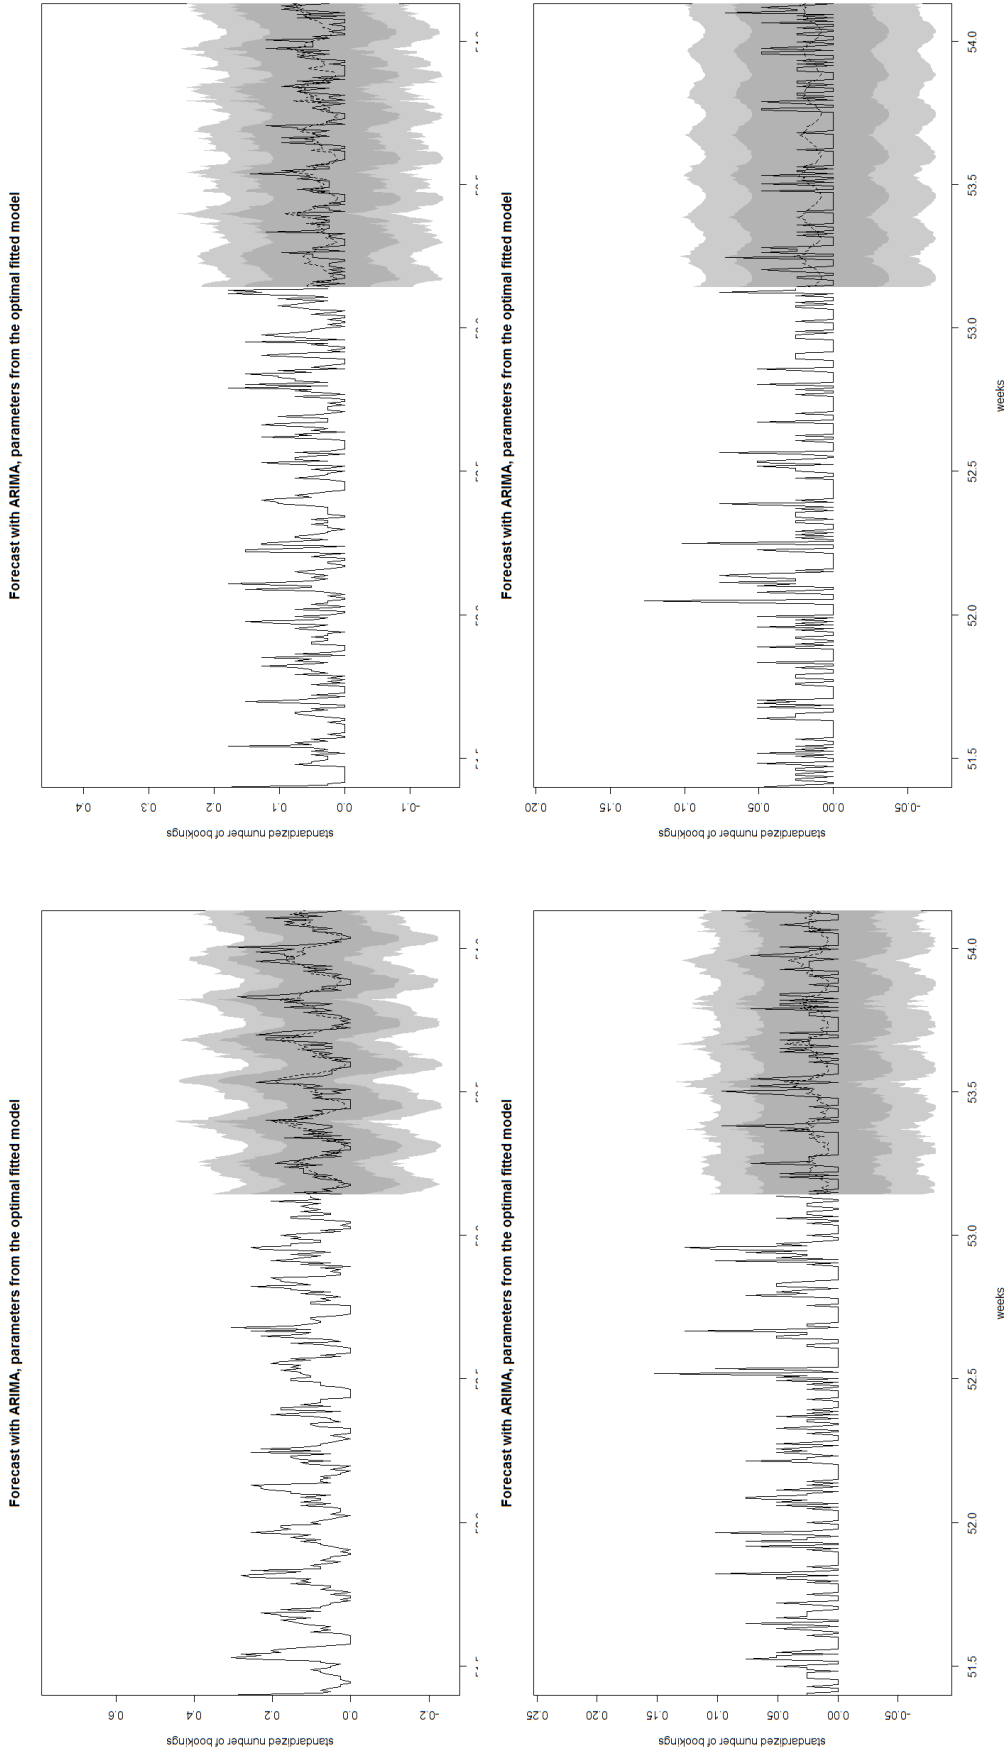 Forecast with ARIMA, parameters from the optimal fitted model
standardized number of bookings
0.6
0.4
0.2
0.0
-0.2
Forecast with ARIMA, parameters from the optimal fitted model
standardized number of bookings
0.4
0.3
0.2
0.1
0.0
-0.1
Forecast with ARIMA, parameters from the optimal fitted model
standardized number of bookings
0.25
0.20
0.15
0.10
0.05
0.00
-0.05
51.5 52.0 52.5 53.0 53.5 54.0
weeks
Forecast with ARIMA, parameters from the optimal fitted model
standardized number of bookings
0.20
0.15
0.10
0.05
0.00
-0.05
51.5 52.0 52.5 53.0 53.5 54.0
weeks